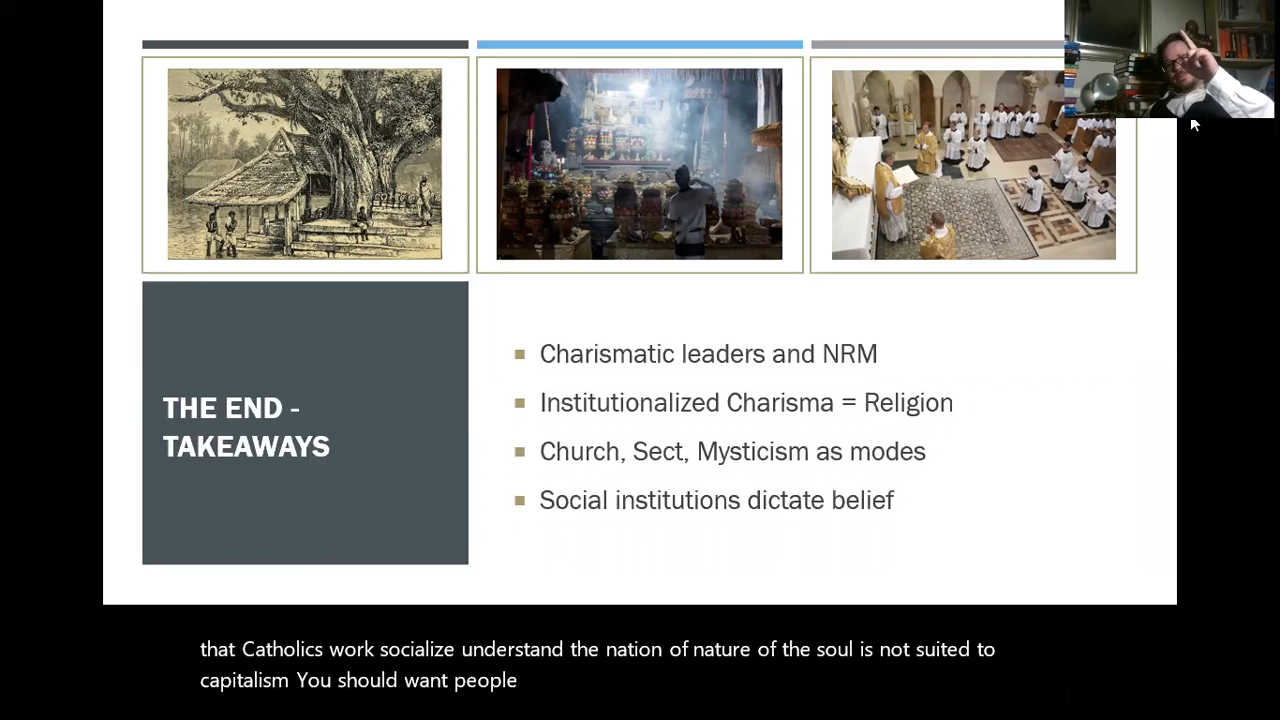 THE END -
TAKEAWAYS
Charismatic leaders and NRM
Institutionalized Charisma = Religion
Church, Sect, Mysticism as modes
Social institutions dictate belief
that Catholics work socialize understand the nation of nature of the soul is not suited to
capitalism You should want people